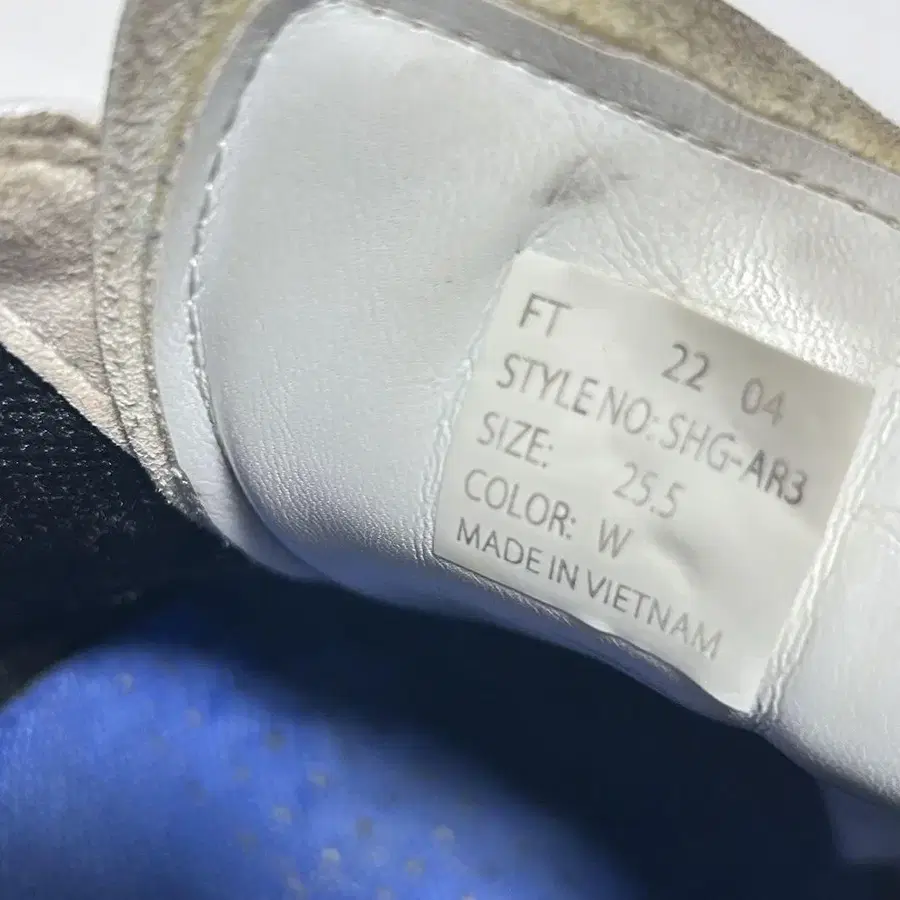 FT 22 04
STYLE NO: SHG-AR3
SIZE: 25.5
COLOR: W
MADE IN VIETNAM